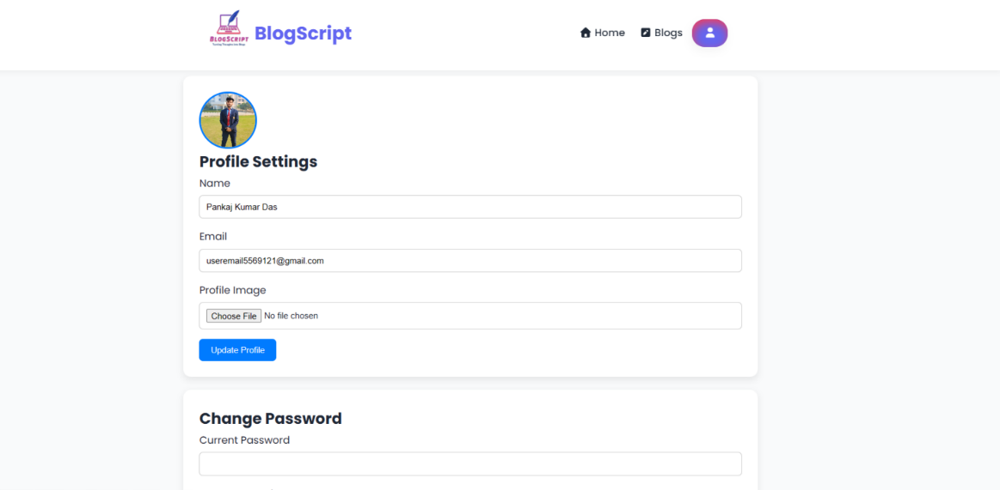 BLOGSCRIPT
BlogScript
Home
Blogs
Profile Settings
Name
Pankaj Kumar Das
Email
useremail5569121@gmail.com
Profile Image
Choose File No file chosen
Update Profile
Change Password
Current Password